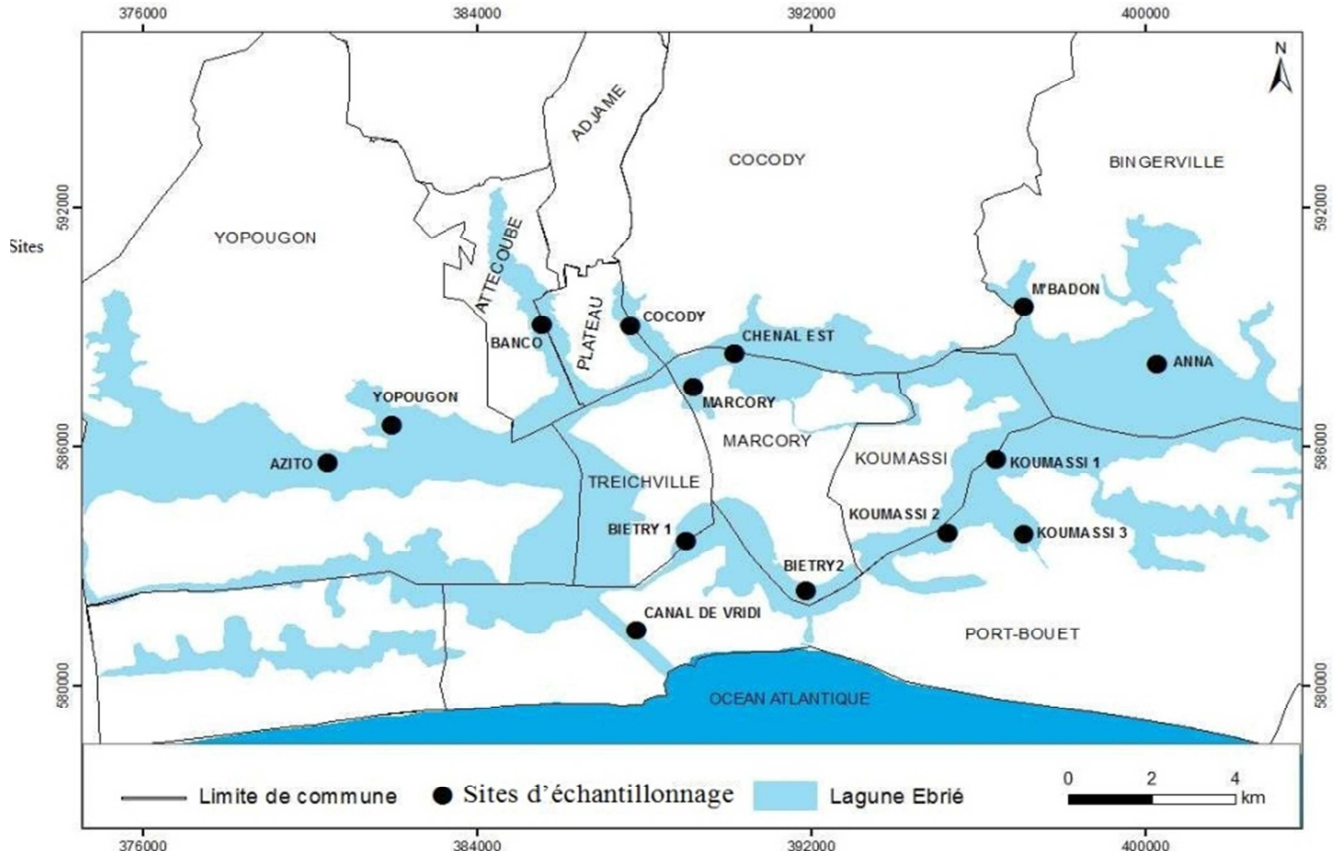 376000 384000 392000 400000
N
ADJAME
COCODY
BINGERVILLE
592000
592000
Sites
YOPOUGON
ATTECOUBE
M'BADON
PLATEAU
COCODY
BANCO
CHENAL EST
ANNA
YOPOUGON
MARCORY
586000
586000
MARCORY
AZITO
KOUMASSI
KOUMASSI 1
TREICHVILLE
KOUMASSI 2
BIETRY 1
KOUMASSI 3
BIETRY2
CANAL DE VRIDI
PORT-BOUET
580000
580000
OCEAN ATLANTIQUE
0 2 4
km
Limite de commune
Sites d'échantillonnage
Lagune Ebrié
376000 384000 392000 400000